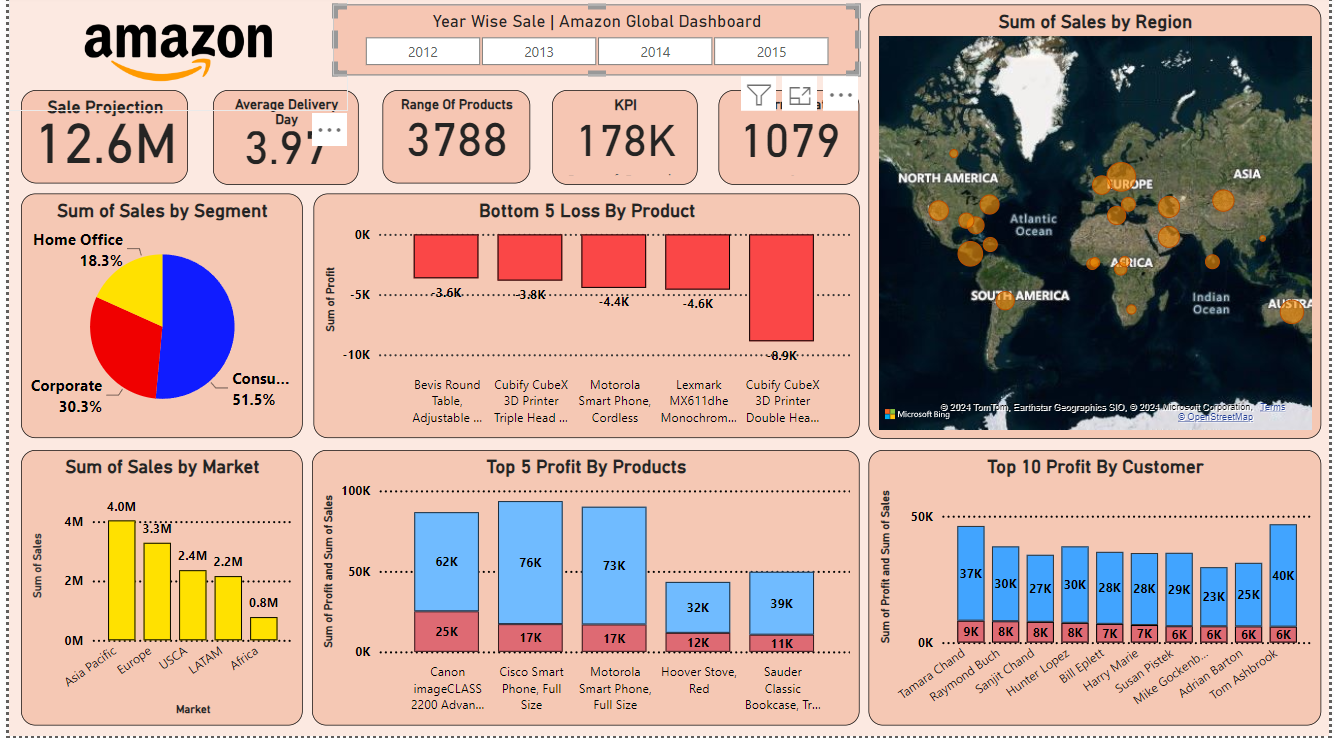 amazon
Year Wise Sale | Amazon Global Dashboard
2012
2013
2014
2015
Sale Projection
12.6M
Average Delivery
Day
3.97
Range Of Products
3788
KPI
178K
1079
Sum of Sales by Region
NORTH AMERICA
EUROPE
ASIA
Atlantic
Ocean
AFRICA
SOUTH AMERICA
Indian
Ocean
AUSTRA
Microsoft Bing
© 2024 TomTom, Earthstar Geographics SIO, © 2024 Microsoft Corporation, Terms
© OpenStreetMap
Sum of Sales by Segment
Home Office
18.3%
Corporate
30.3%
Consu...
51.5%
Bottom 5 Loss By Product
Sum of Profit
0K
-5K
-10K
-3.6K
-3.8K
-4.4K
-4.6K
-8.9K
Bevis Round
Table,
Adjustable ...
Cubify CubeX
3D Printer
Triple Head ...
Motorola
Smart Phone,
Cordless
Lexmark
MX611dhe
Monochrom...
Cubify CubeX
3D Printer
Double Hea...
Sum of Sales by Market
Sum of Sales
4M
2M
0M
4.0M
3.3M
2.4M
2.2M
0.8M
Asia Pacific
Europe
USCA
LATAM
Africa
Market
Top 5 Profit By Products
Sum of Profit and Sum of Sales
100K
50K
0K
62K
25K
76K
17K
73K
17K
32K
12K
39K
11K
Canon
imageCLASS
2200 Advan...
Cisco Smart
Phone, Full
Size
Motorola
Smart Phone,
Full Size
Hoover Stove,
Red
Sauder
Classic
Bookcase, Tr...
Top 10 Profit By Customer
Sum of Profit and Sum of Sales
50K
0K
37K
9K
30K
8K
27K
8K
30K
8K
28K
7K
28K
7K
29K
6K
23K
6K
25K
6K
40K
6K
Tamara Chand
Raymond Buch
Sanjit Chand
Hunter Lopez
Bill Eplett
Harry Marie
Susan Pistek
Mike Gockenb...
Adrian Barton
Tom Ashbrook